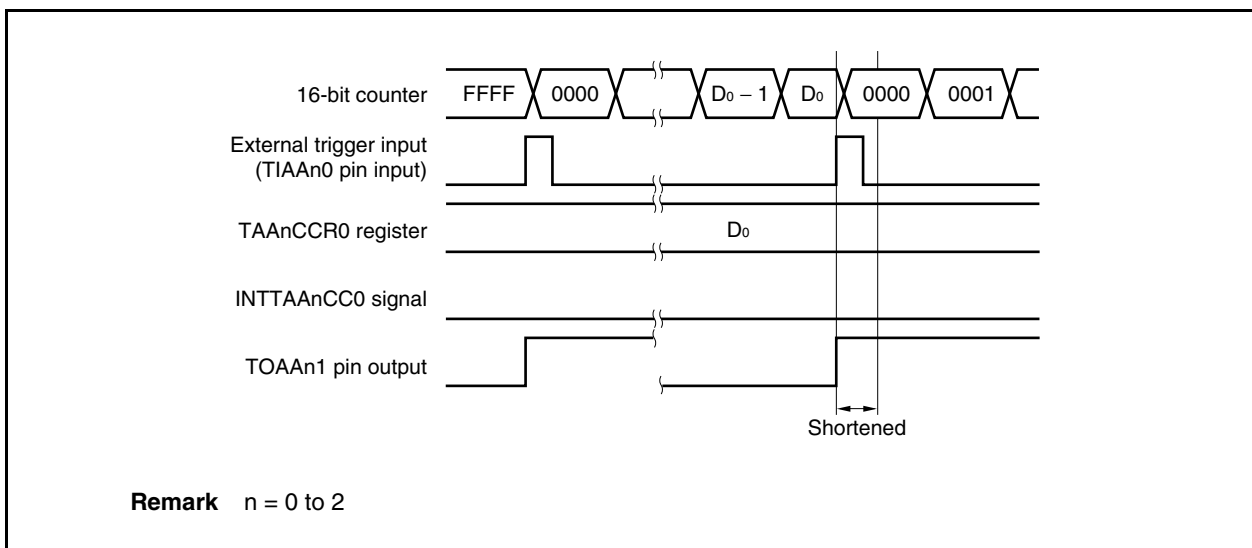 16-bit counter FFFF 0000 D₀ − 1 D₀ 0000 0001
External trigger input
(TIAAn0 pin input)
TAAnCCR0 register D₀
INTTAAnCC0 signal
TOAAn1 pin output
Shortened
Remark n = 0 to 2